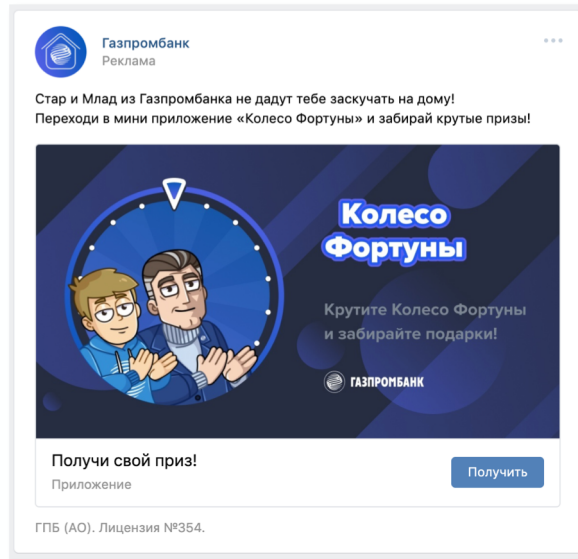 Газпромбанк
Реклама
Стар и Млад из Газпромбанка не дадут тебе заскучать на дому!
Переходи в мини приложение «Колесо Фортуны» и забирай крутые призы!
Колесо
Фортуны
Крутите Колесо Фортуны
и забирайте подарки!
ГАЗПРОМБАНК
Получи свой приз!
Приложение
Получить
ГПБ (АО). Лицензия №354.